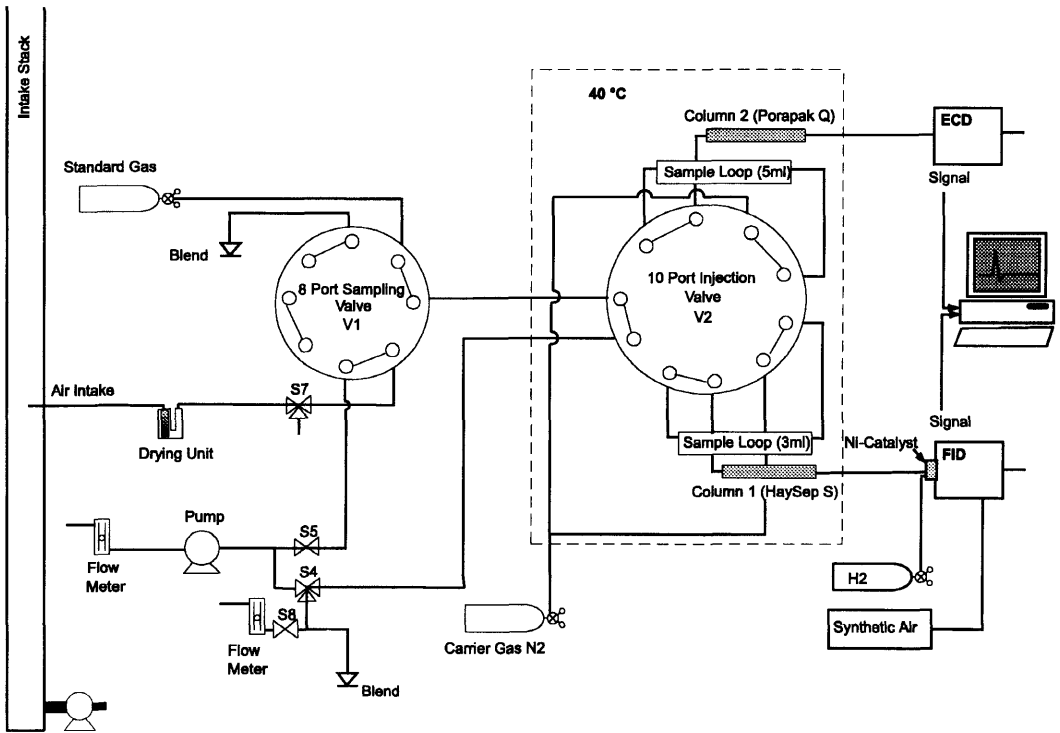 Intake Stack
40 °C
Column 2 (Porapak Q)
ECD
Standard Gas
Sample Loop (5ml)
Signal
Blend
8 Port Sampling
Valve
V1
10 Port Injection
Valve
V2
Air Intake
S7
Drying Unit
Signal
Ni-Catalyst
FID
Sample Loop (3ml)
Column 1 (HaySep S)
Pump
S5
Flow
Meter
S4
H2
S8
Flow
Meter
Carrier Gas N2
Synthetic Air
Blend